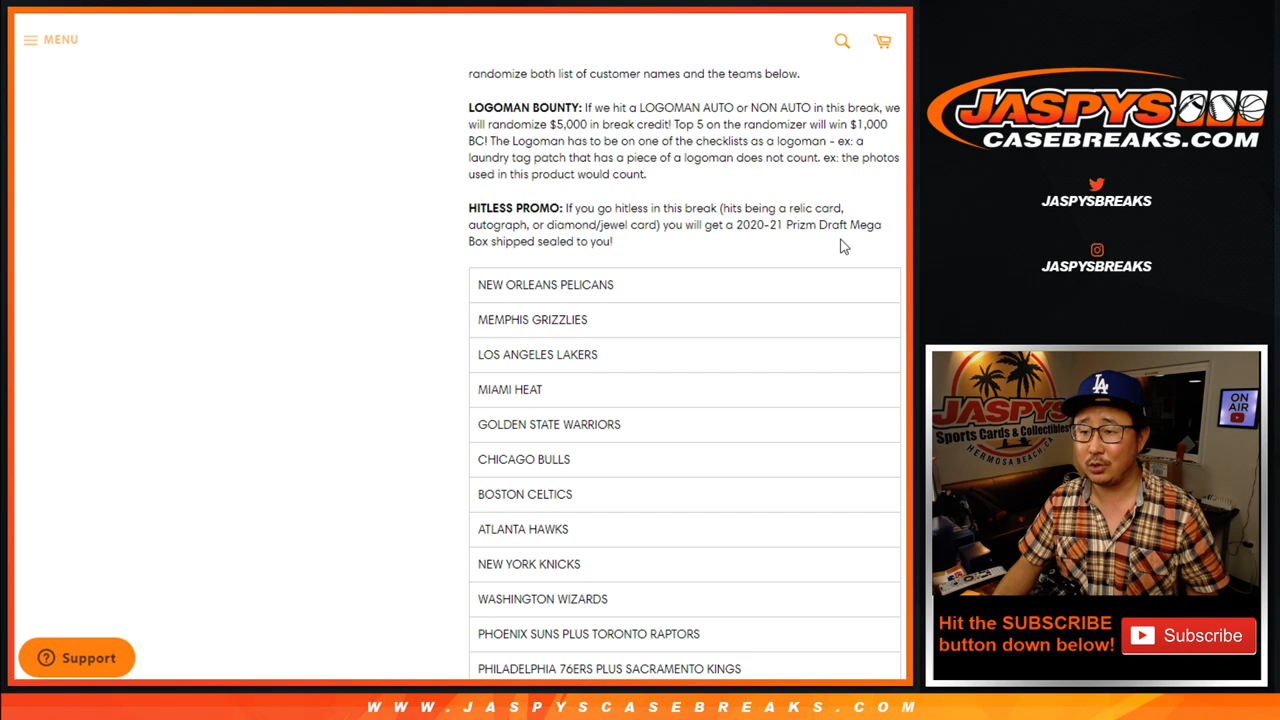 MENU
randomize both list of customer names and the teams below.
LOGOMAN BOUNTY: If we hit a LOGOMAN AUTO or NON AUTO in this break, we
will randomize $5,000 in break credit! Top 5 on the randomizer will win $1,000
BC! The Logoman has to be on one of the checklists as a logoman - ex: a
laundry tag patch that has a piece of a logoman does not count. ex: the photos
used in this product would count.
HITLESS PROMO: If you go hitless in this break (hits being a relic card,
autograph, or diamond/jewel card) you will get a 2020-21 Prizm Draft Mega
Box shipped sealed to you!
NEW ORLEANS PELICANS
MEMPHIS GRIZZLIES
LOS ANGELES LAKERS
MIAMI HEAT
GOLDEN STATE WARRIORS
CHICAGO BULLS
BOSTON CELTICS
ATLANTA HAWKS
NEW YORK KNICKS
WASHINGTON WIZARDS
PHOENIX SUNS PLUS TORONTO RAPTORS
PHILADELPHIA 76ERS PLUS SACRAMENTO KINGS
Support
JASPYS
CASEBREAKS.COM
JASPYSBREAKS
JASPYSBREAKS
JASPYS
Sports Cards & Collectibles
HERMOSA BEACH, CA
LA
ON
AIR
Hit the SUBSCRIBE
button down below!
Subscribe
WWW.JASPYSCASEBREAKS.COM